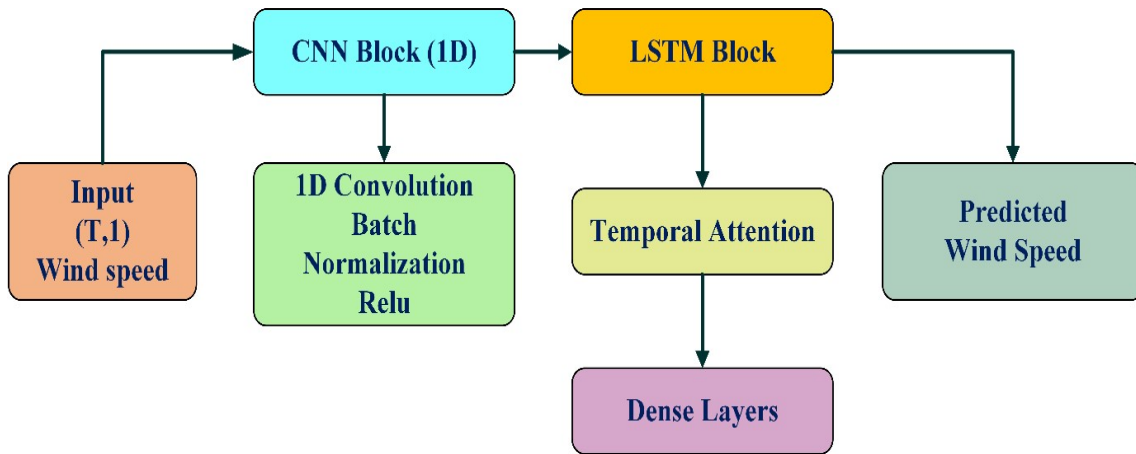 CNN Block (1D)
LSTM Block
Input
(T,1)
Wind speed
1D Convolution
Batch
Normalization
Relu
Temporal Attention
Predicted
Wind Speed
Dense Layers